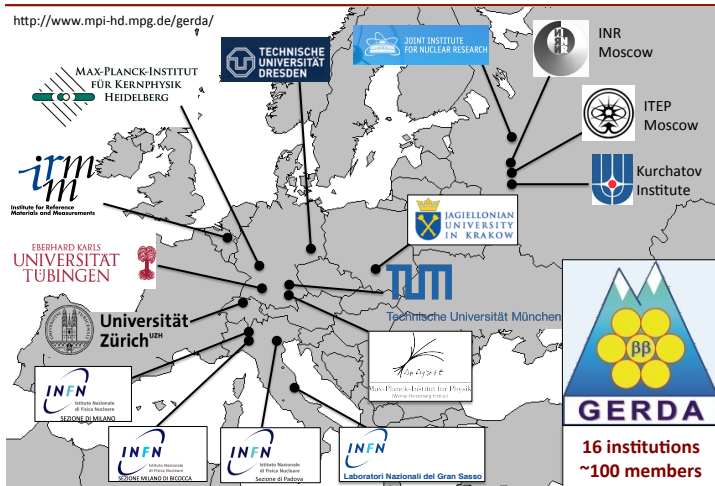 http://www.mpi-hd.mpg.de/gerda/
MAX-PLANCK-INSTITUT
FÜR KERNPHYSIK
HEIDELBERG
TECHNISCHE
UNIVERSITÄT
DRESDEN
JOINT INSTITUTE
FOR NUCLEAR RESEARCH
INR
Moscow
ITEP
Moscow
Kurchatov
Institute
irmm
Institute for Reference
Materials and Measurements
JAGIELLONIAN
UNIVERSITY
IN KRAKOW
EBERHARD KARLS
UNIVERSITÄT
TÜBINGEN
TUM
Technische Universität München
Universität
Zürich UZH
Max-Planck-Institut für Physik
(Werner-Heisenberg-Institut)
INFN
Istituto Nazionale
di Fisica Nucleare
SEZIONE DI MILANO
INFN
Istituto Nazionale
di Fisica Nucleare
SEZIONE MILANO DI BICOCCA
INFN
Istituto Nazionale
di Fisica Nucleare
Sezione di Padova
INFN
Laboratori Nazionali del Gran Sasso
ββ
GERDA
16 institutions
~100 members